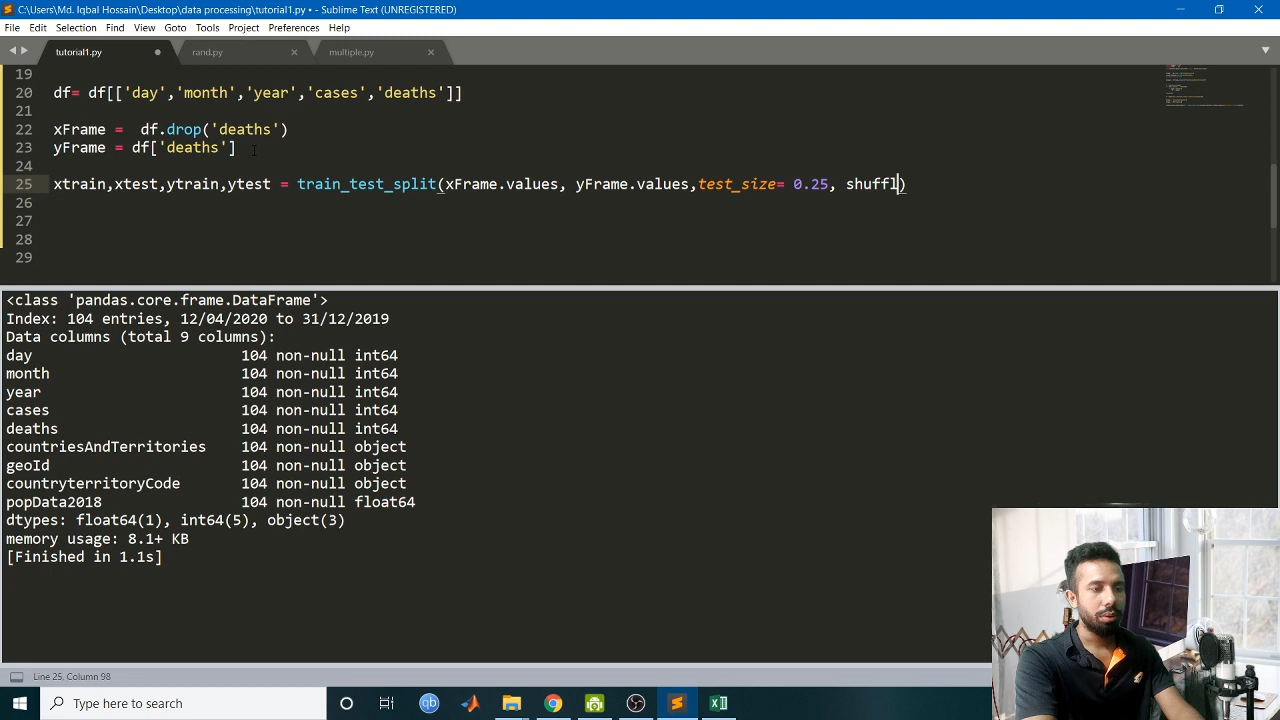 C:\Users\Md. Iqbal Hossain\Desktop\data processing\tutorial1.py • - Sublime Text (UNREGISTERED)
File Edit Selection Find View Goto Tools Project Preferences Help
tutorial1.py rand.py multiple.py
19
20 df= df[['day','month','year','cases','deaths']]
21
22 xFrame = df.drop('deaths')
23 yFrame = df['deaths']
24
25 xtrain,xtest,ytrain,ytest = train_test_split(xFrame.values, yFrame.values,test_size= 0.25, shuffl)
26
27
28
29
<class 'pandas.core.frame.DataFrame'>
Index: 104 entries, 12/04/2020 to 31/12/2019
Data columns (total 9 columns):
day 104 non-null int64
month 104 non-null int64
year 104 non-null int64
cases 104 non-null int64
deaths 104 non-null int64
countriesAndTerritories 104 non-null object
geoId 104 non-null object
countryterritoryCode 104 non-null object
popData2018 104 non-null float64
dtypes: float64(1), int64(5), object(3)
memory usage: 8.1+ KB
[Finished in 1.1s]
Line 25, Column 98
Type here to search